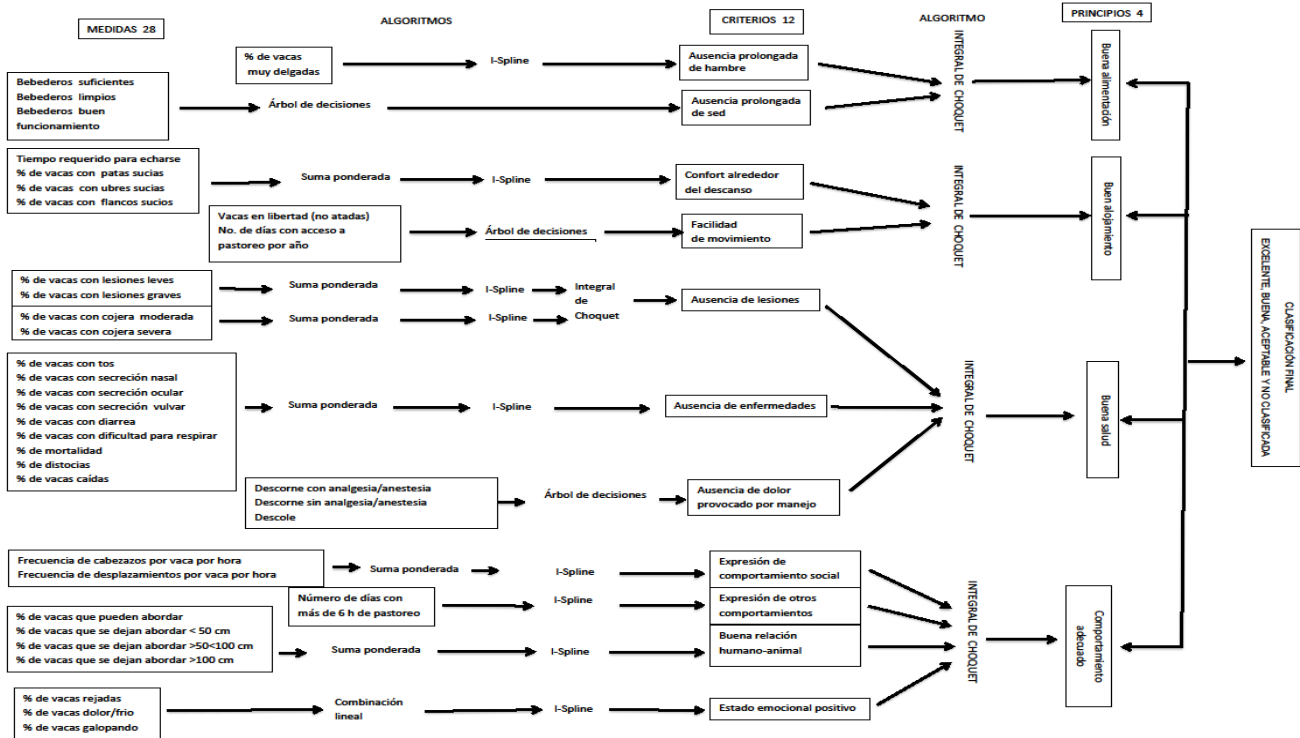 MEDIDAS 28
ALGORITMOS
CRITERIOS 12
ALGORITMO
PRINCIPIOS 4
% de vacas
muy delgadas
I-Spline
Ausencia prolongada
de hambre
Bebederos suficientes
Bebederos limpios
Bebederos buen
funcionamiento
Árbol de decisiones
Ausencia prolongada
de sed
INTEGRAL DE CHOQUET
Buena alimentación
Tiempo requerido para echarse
% de vacas con patas sucias
% de vacas con ubres sucias
% de vacas con flancos sucios
Suma ponderada
I-Spline
Confort alrededor
del descanso
Vacas en libertad (no atadas)
No. de días con acceso a
pastoreo por año
Árbol de decisiones
Facilidad
de movimiento
INTEGRAL DE CHOQUET
Buen alojamiento
% de vacas con lesiones leves
% de vacas con lesiones graves
Suma ponderada
I-Spline
% de vacas con cojera moderada
% de vacas con cojera severa
Suma ponderada
I-Spline
Integral
de
Choquet
Ausencia de lesiones
% de vacas con tos
% de vacas con secreción nasal
% de vacas con secreción ocular
% de vacas con secreción vulvar
% de vacas con diarrea
% de vacas con dificultad para respirar
% de mortalidad
% de distocias
% de vacas caídas
Suma ponderada
I-Spline
Ausencia de enfermedades
Descorne con analgesia/anestesia
Descorne sin analgesia/anestesia
Descole
Árbol de decisiones
Ausencia de dolor
provocado por manejo
INTEGRAL DE CHOQUET
Buena salud
Frecuencia de cabezazos por vaca por hora
Frecuencia de desplazamientos por vaca por hora
Suma ponderada
I-Spline
Expresión de
comportamiento social
Número de días con
más de 6 h de pastoreo
I-Spline
Expresión de otros
comportamientos
% de vacas que pueden abordar
% de vacas que se dejan abordar < 50 cm
% de vacas que se dejan abordar >50<100 cm
% de vacas que se dejan abordar >100 cm
Suma ponderada
I-Spline
Buena relación
humano-animal
% de vacas rejadas
% de vacas dolor/frio
% de vacas galopando
Combinación
lineal
I-Spline
Estado emocional positivo
INTEGRAL DE CHOQUET
Comportamiento
adecuado
CLASIFICACIÓN FINAL
EXCELENTE, BUENA, ACEPTABLE Y NO CLASIFICADA